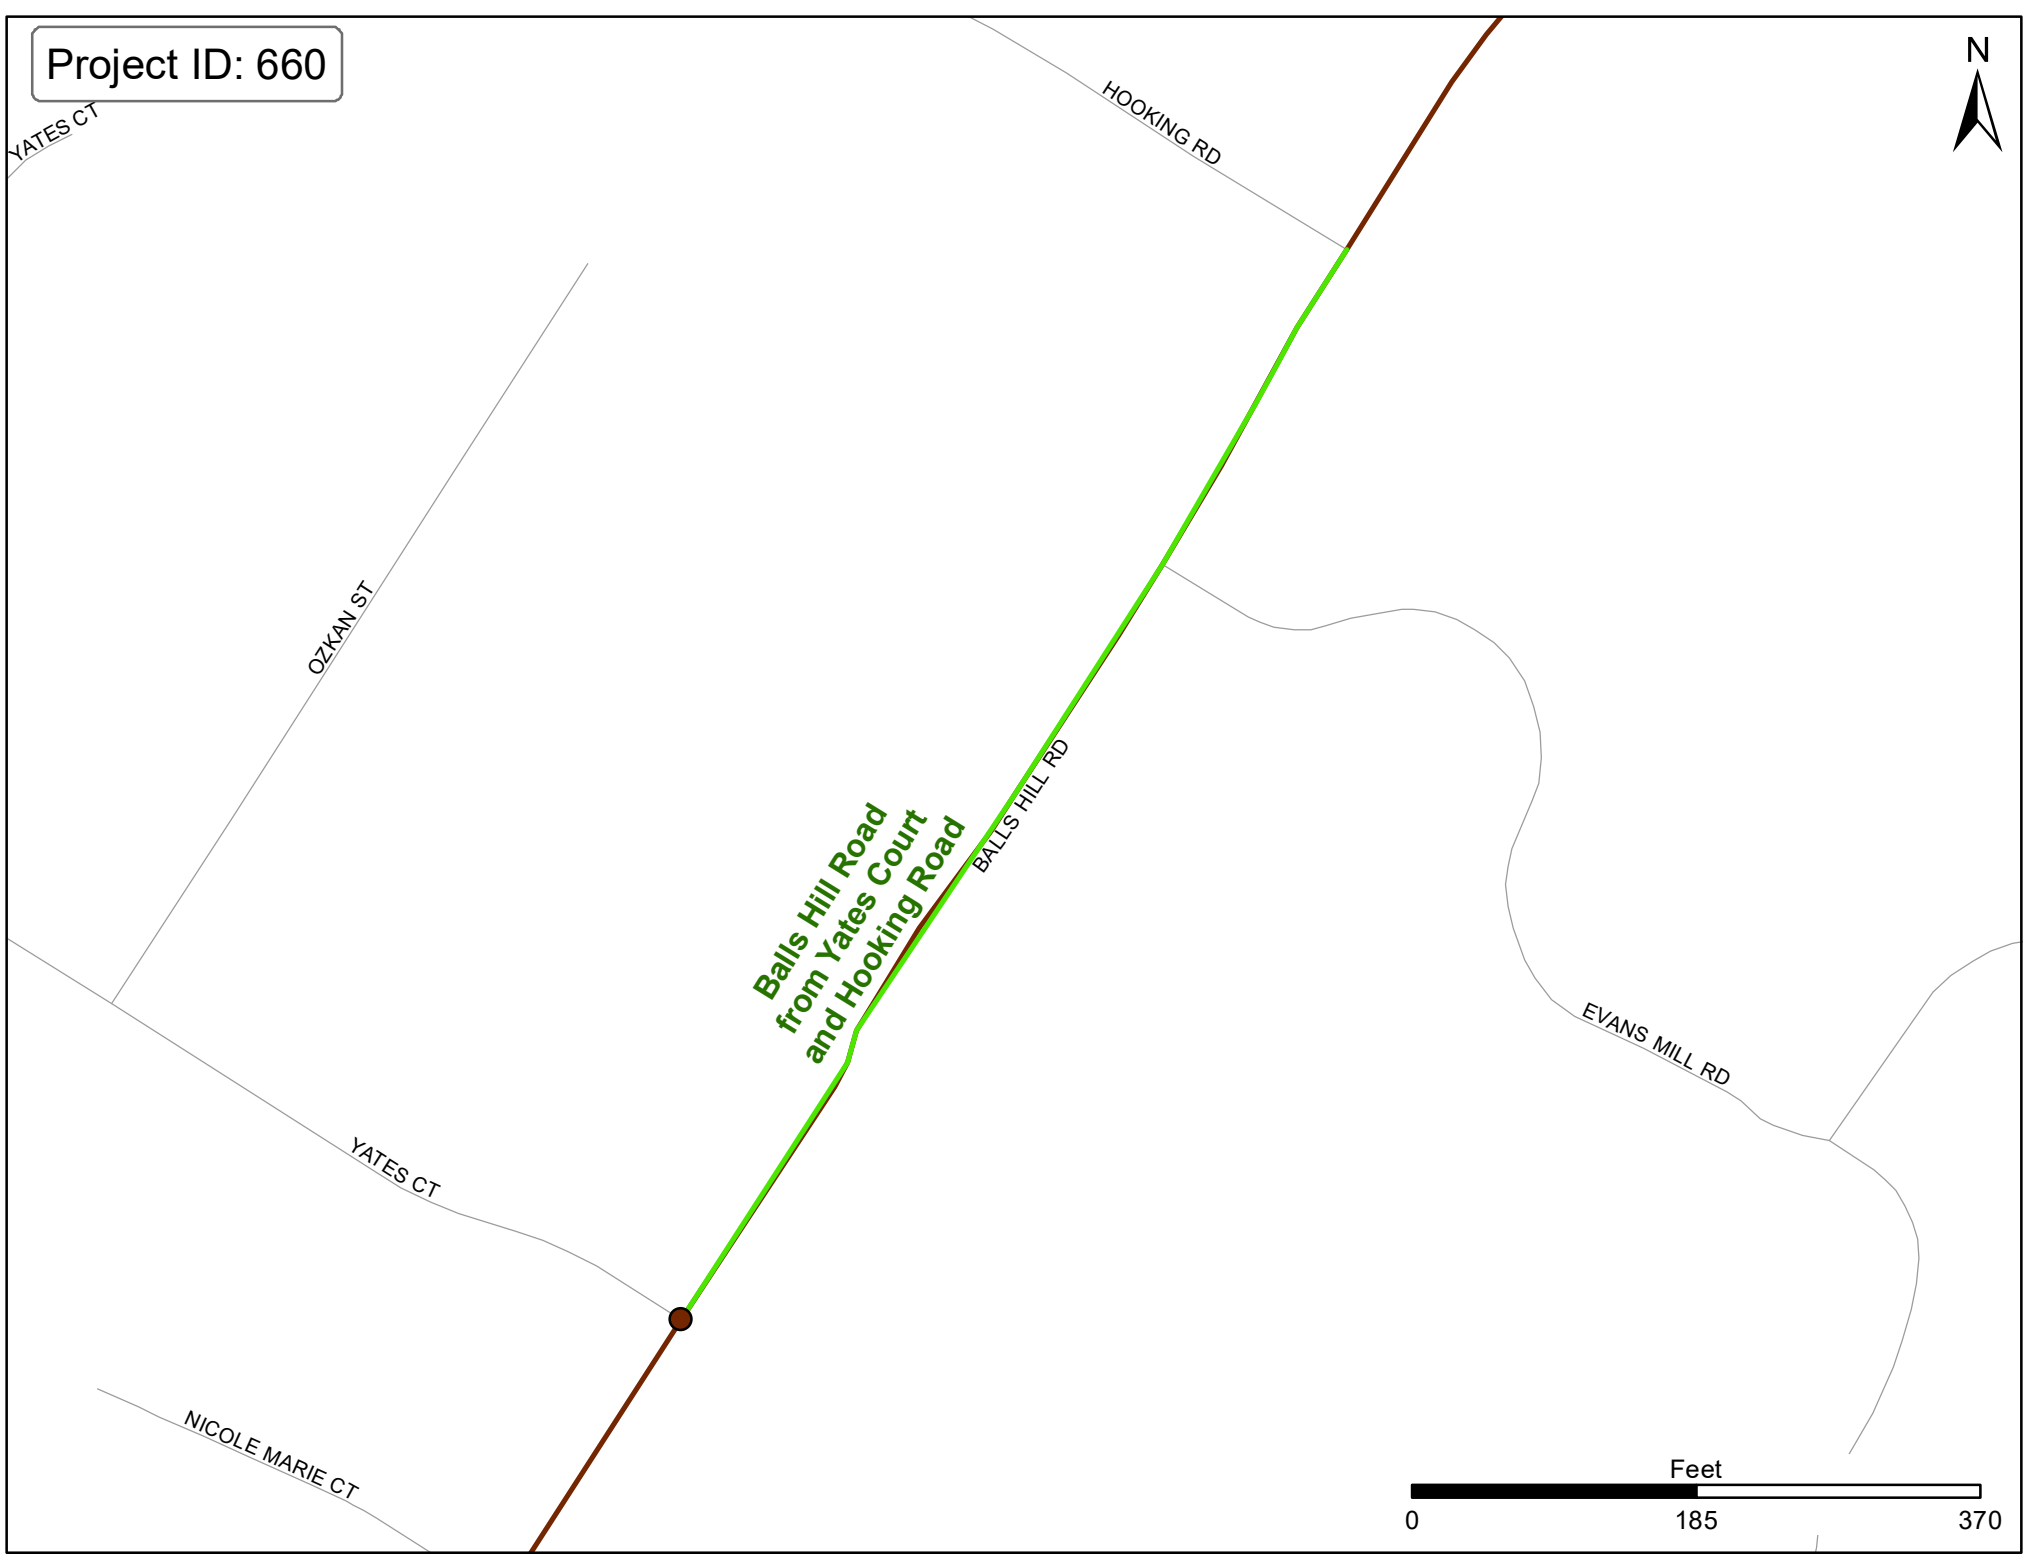 Project ID: 660
N
YATES CT
HOOKING RD
OZKAN ST
BALLS HILL RD
Balls Hill Road
from Yates Court
and Hooking Road
EVANS MILL RD
YATES CT
NICOLE MARIE CT
Feet
0 185 370